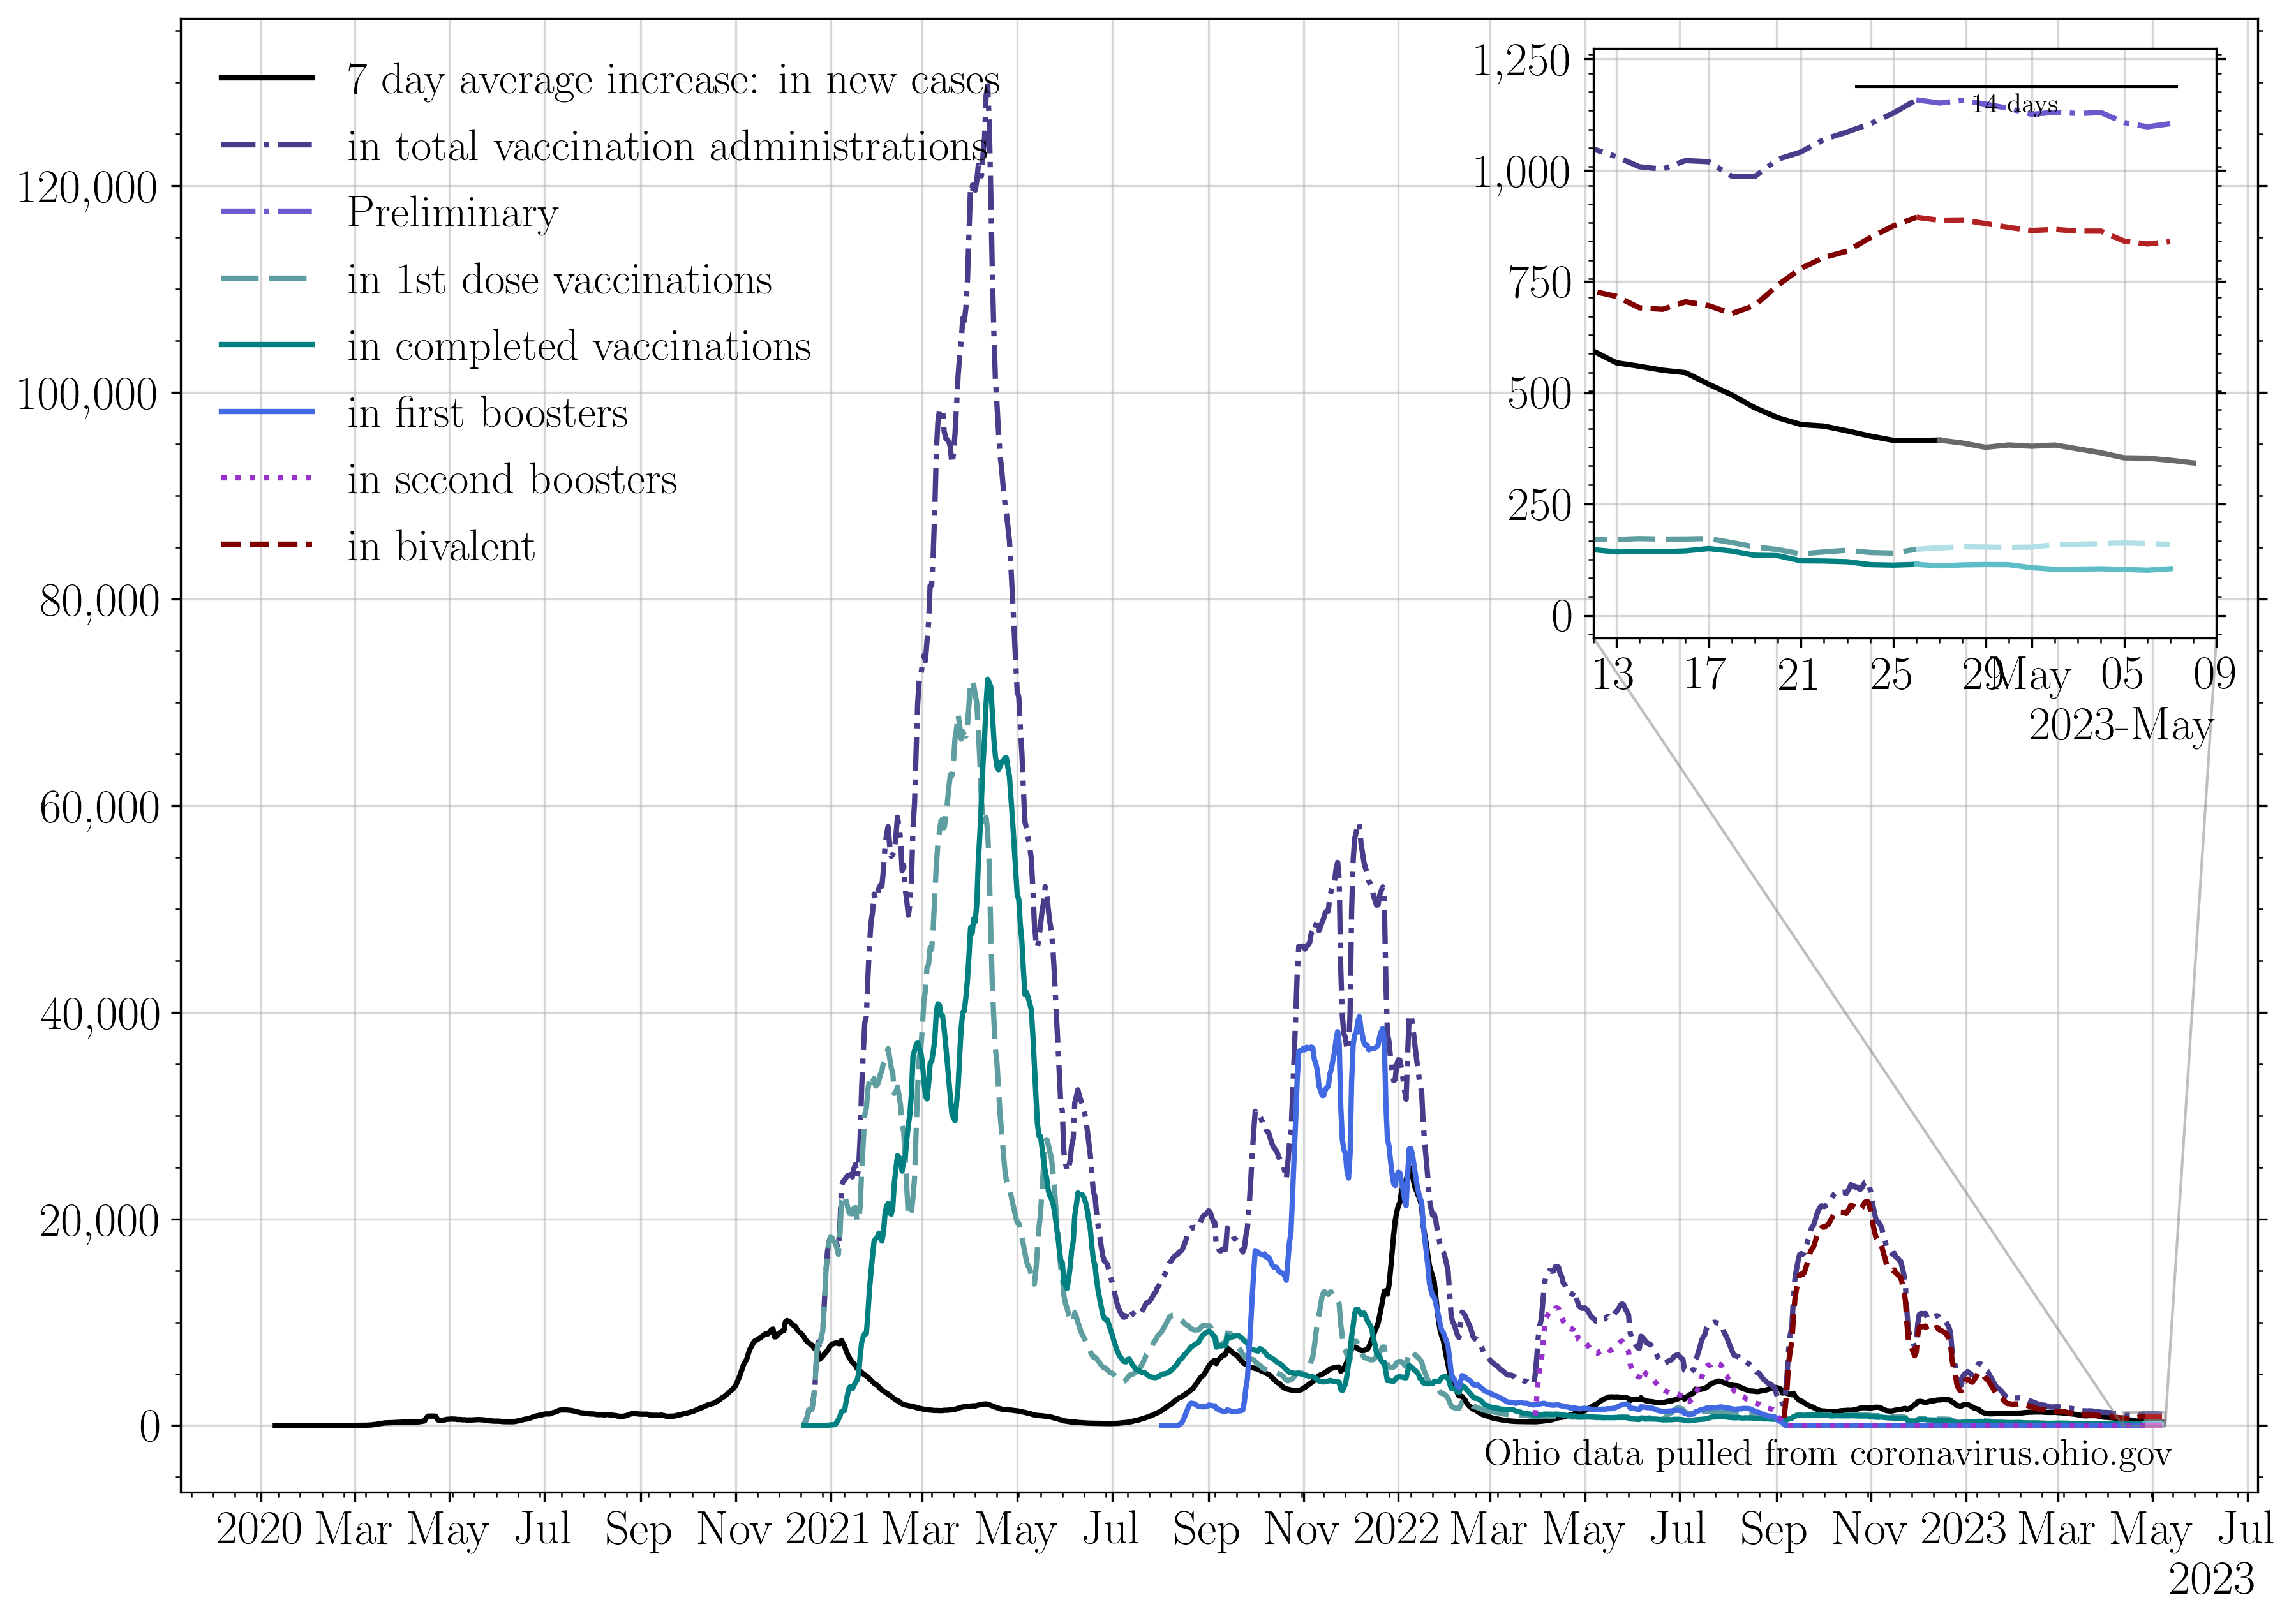 7 day average increase: in new cases
in total vaccination administrations
Preliminary
in 1st dose vaccinations
in completed vaccinations
in first boosters
in second boosters
in bivalent
120,000
100,000
80,000
60,000
40,000
20,000
0
1,250
1,000
750
500
250
0
14 days
13 17 21 25 29 May 05 09
2023-May
Ohio data pulled from coronavirus.ohio.gov
2020 Mar May Jul Sep Nov 2021 Mar May Jul Sep Nov 2022 Mar May Jul Sep Nov 2023 Mar May Jul
2023